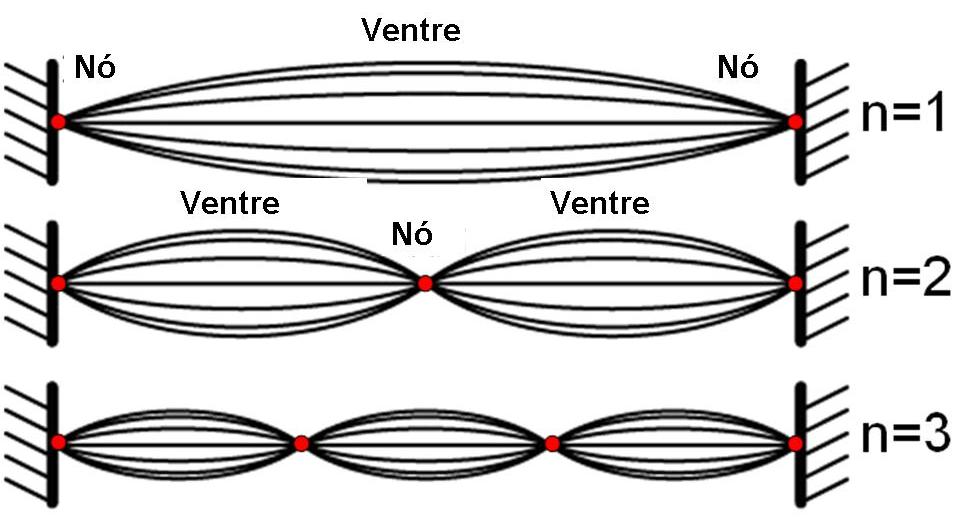 Ventre
Nó Nó
n=1
Ventre Ventre
Nó
n=2
n=3